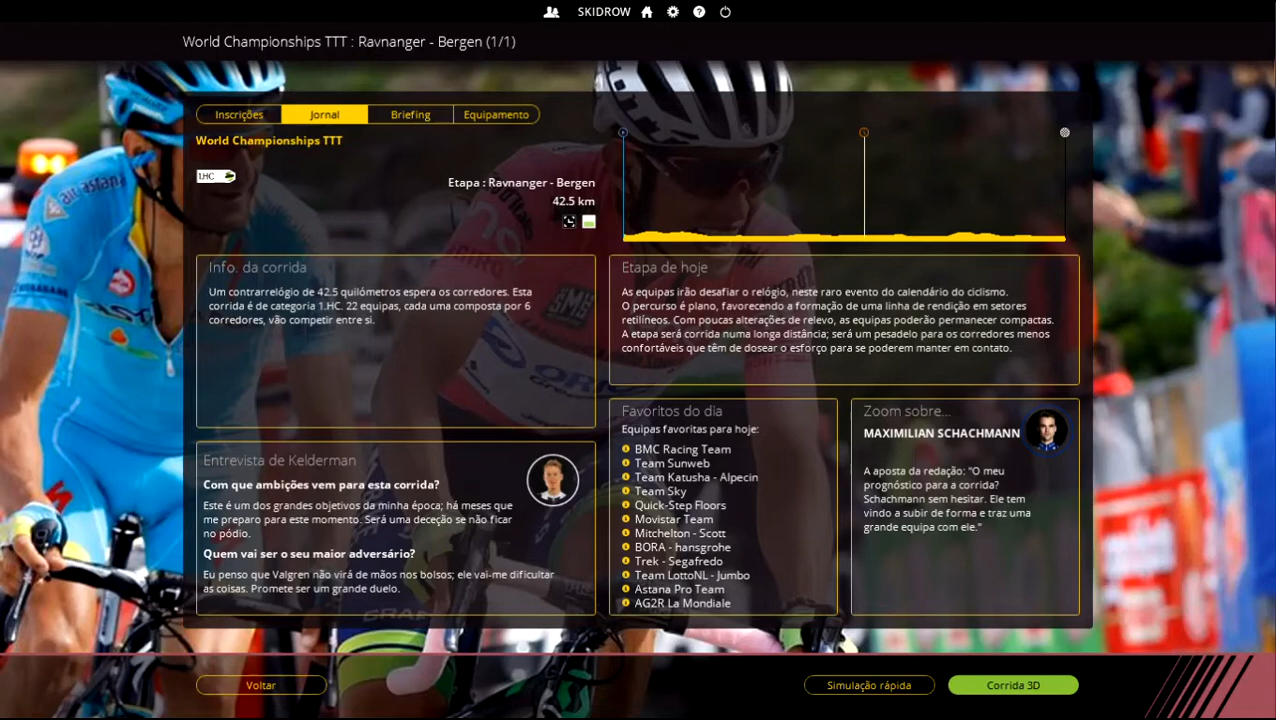 SKIDROW
World Championships TTT : Ravnanger - Bergen (1/1)
Inscrições
Jornal
Briefing
Equipamento
World Championships TTT
1.HC
Etapa : Ravnanger - Bergen
42.5 km
Info. da corrida
Um contrarrelógio de 42.5 quilómetros espera os corredores. Esta
corrida é de categoria 1.HC. 22 equipas, cada uma composta por 6
corredores, vão competir entre si.
Etapa de hoje
As equipas irão desafiar o relógio, neste raro evento do calendário do ciclismo.
O percurso é plano, favorecendo a formação de uma linha de rendição em setores
retilíneos. Com poucas alterações de relevo, as equipas poderão permanecer compactas.
A etapa será corrida numa longa distância; será um pesadelo para os corredores menos
confortáveis que têm de dosear o esforço para se poderem manter em contato.
Entrevista de Kelderman
Com que ambições vem para esta corrida?
Este é um dos grandes objetivos da minha época; há meses que
me preparo para este momento. Será uma deceção se não ficar
no pódio.
Quem vai ser o seu maior adversário?
Eu penso que Valgren não virá de mãos nos bolsos; ele vai-me dificultar
as coisas. Promete ser um grande duelo.
Favoritos do dia
Equipas favoritas para hoje:
BMC Racing Team
Team Sunweb
Team Katusha - Alpecin
Team Sky
Quick-Step Floors
Movistar Team
Mitchelton - Scott
BORA - hansgrohe
Trek - Segafredo
Team LottoNL - Jumbo
Astana Pro Team
AG2R La Mondiale
Zoom sobre...
MAXIMILIAN SCHACHMANN
A aposta da redação: "O meu
prognóstico para a corrida?
Schachmann sem hesitar. Ele tem
vindo a subir de forma e traz uma
grande equipa com ele."
Voltar
Simulação rápida
Corrida 3D